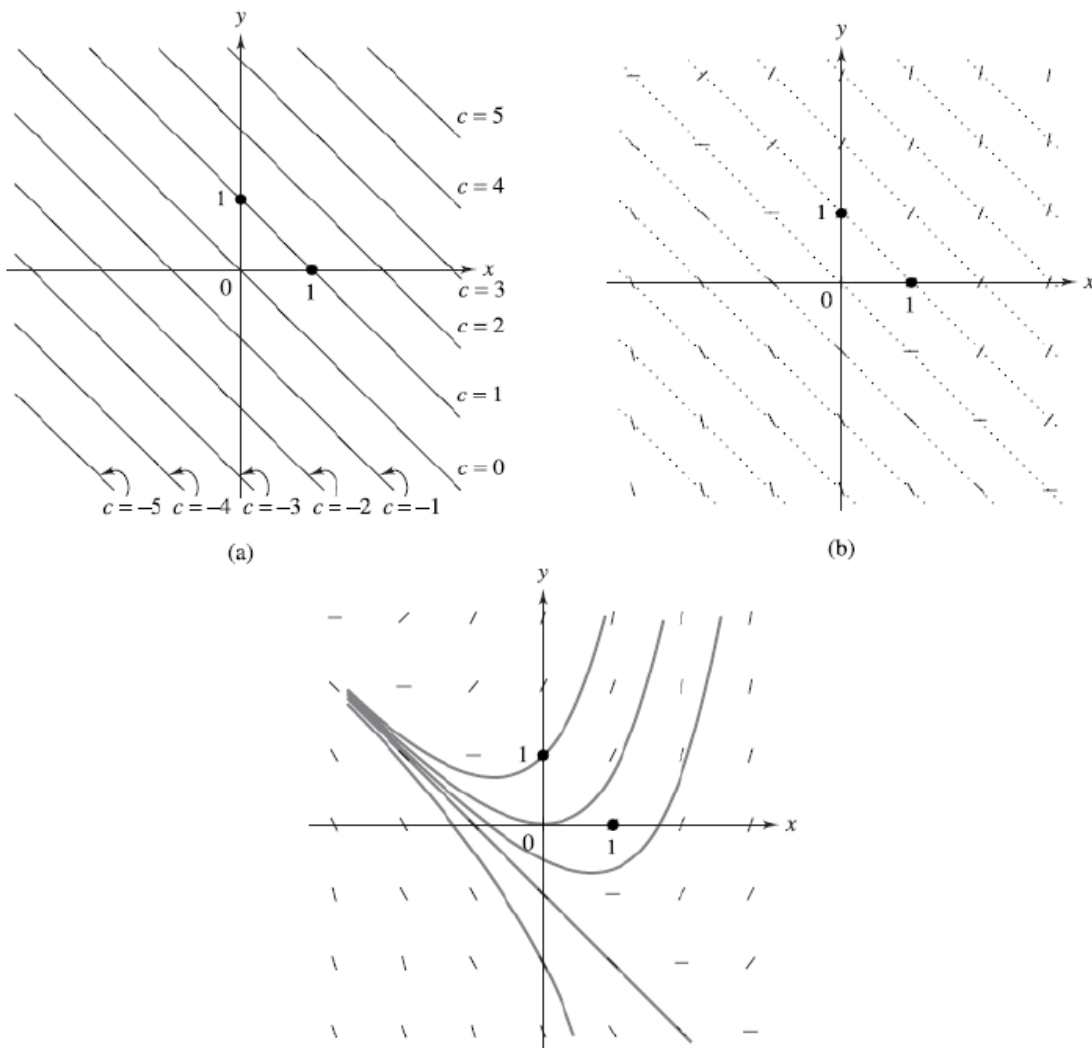 y
c = 5
c = 4
1
x
0
1
c = 3
c = 2
c = 1
c = 0
c = –5
c = –4
c = –3
c = –2
c = –1
(a)
y
1
x
0
1
(b)
y
1
x
0
1